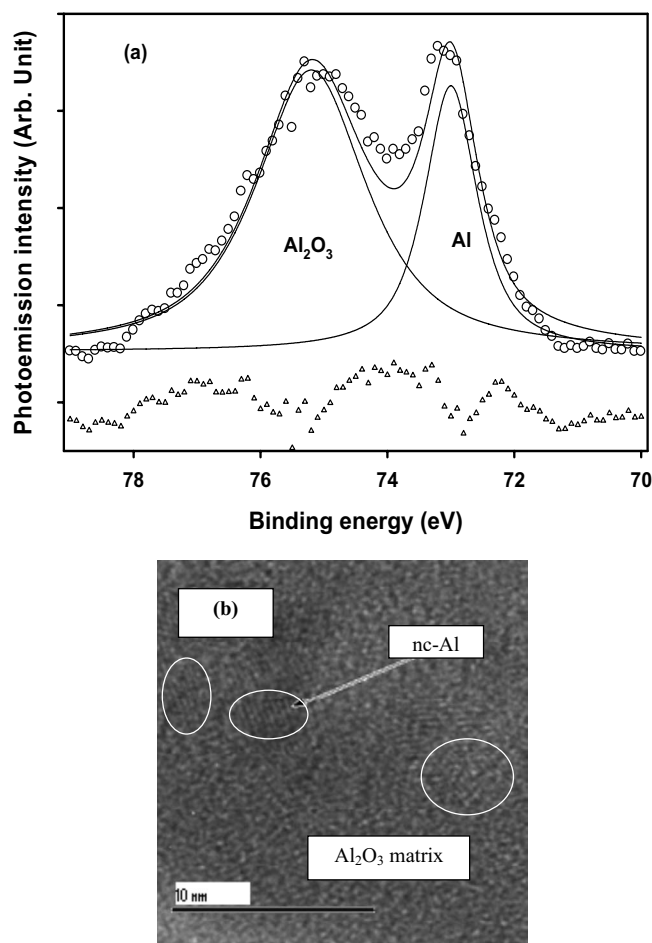 (a)
Photoemission intensity (Arb. Unit)
Al₂O₃
Al
78 76 74 72 70
Binding energy (eV)
(b)
nc-Al
Al₂O₃ matrix
10 nm